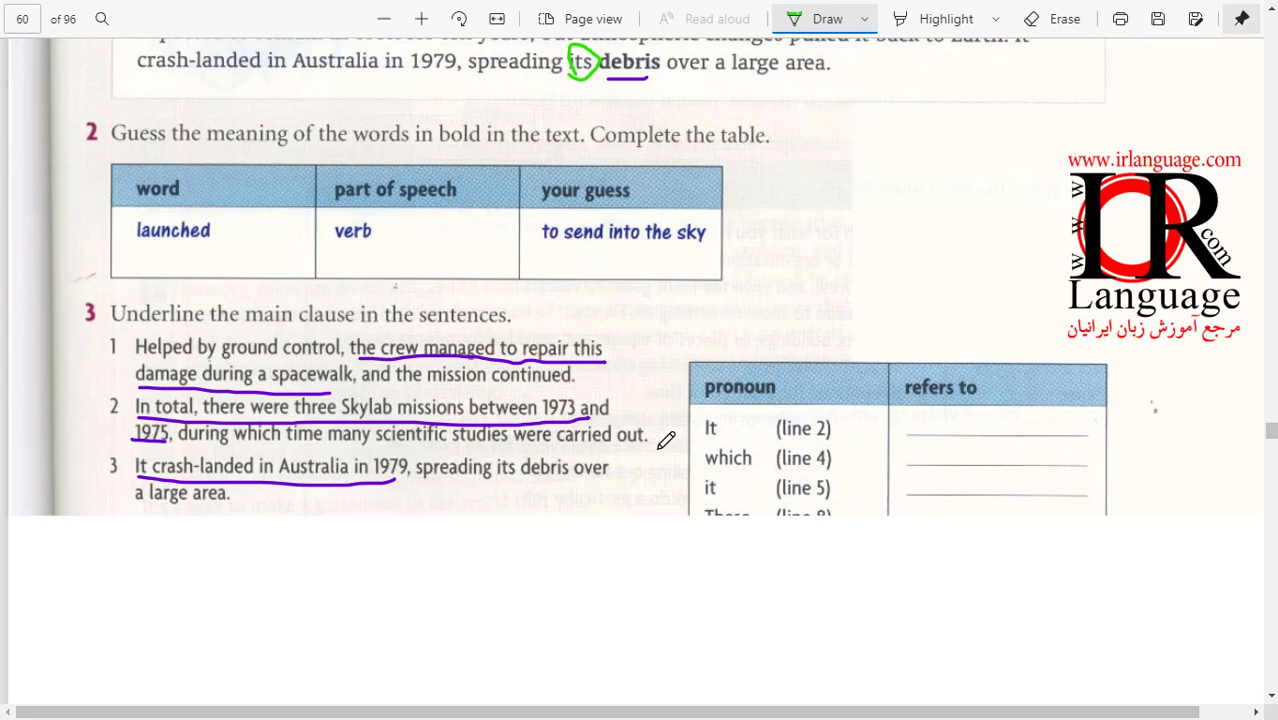 60 of 96 Page view Read aloud Draw Highlight Erase
crash-landed in Australia in 1979, spreading its debris over a large area.
2 Guess the meaning of the words in bold in the text. Complete the table.
word part of speech your guess
launched verb to send into the sky
3 Underline the main clause in the sentences.
1 Helped by ground control, the crew managed to repair this
damage during a spacewalk, and the mission continued.
2 In total, there were three Skylab missions between 1973 and
1975, during which time many scientific studies were carried out.
3 It crash-landed in Australia in 1979, spreading its debris over
a large area.
pronoun refers to
It (line 2)
which (line 4)
it (line 5)
www.irlanguage.com
www
IR
.com
Language
مرجع آموزش زبان ایرانیان